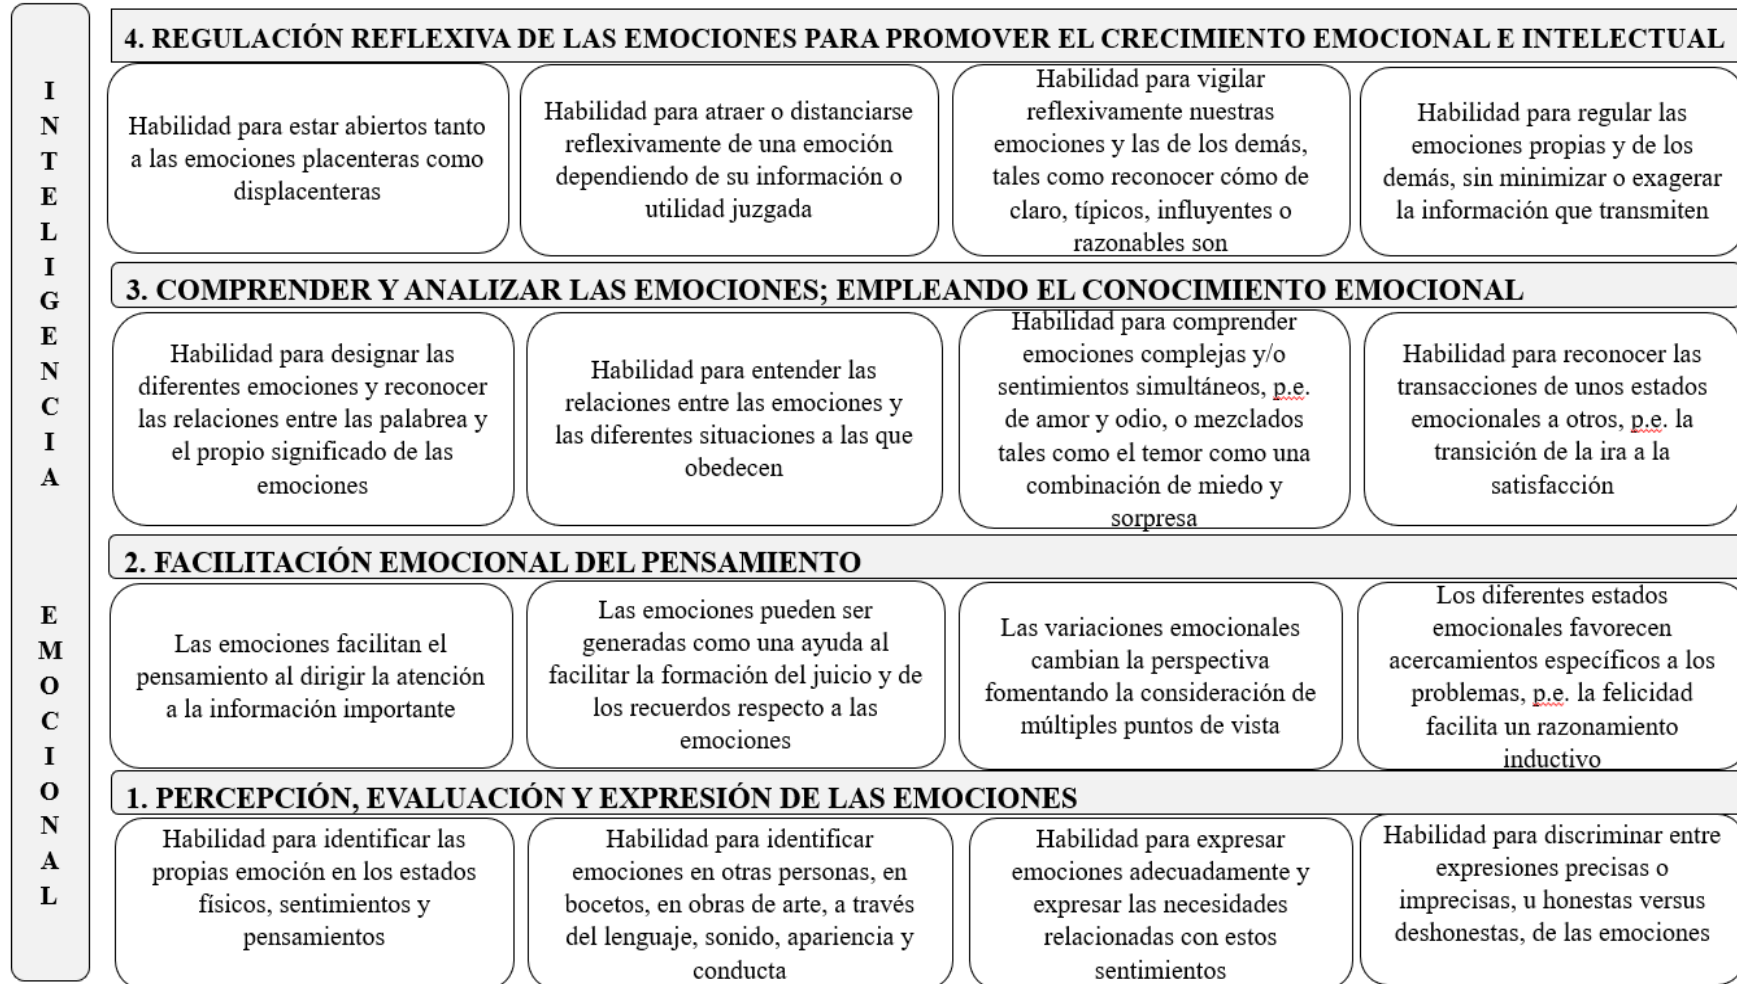 INTELIGENCIA
EMOCIONAL
4. REGULACIÓN REFLEXIVA DE LAS EMOCIONES PARA PROMOVER EL CRECIMIENTO EMOCIONAL E INTELECTUAL
Habilidad para estar abiertos tanto
a las emociones placenteras como
displacenteras
Habilidad para atraer o distanciarse
reflexivamente de una emoción
dependiendo de su información o
utilidad juzgada
Habilidad para vigilar
reflexivamente nuestras
emociones y las de los demás,
tales como reconocer cómo de
claro, típicos, influyentes o
razonables son
Habilidad para regular las
emociones propias y de los
demás, sin minimizar o exagerar
la información que transmiten
3. COMPRENDER Y ANALIZAR LAS EMOCIONES; EMPLEANDO EL CONOCIMIENTO EMOCIONAL
Habilidad para designar las
diferentes emociones y reconocer
las relaciones entre las palabrea y
el propio significado de las
emociones
Habilidad para entender las
relaciones entre las emociones y
las diferentes situaciones a las que
obedecen
Habilidad para comprender
emociones complejas y/o
sentimientos simultáneos, p.e.
de amor y odio, o mezclados
tales como el temor como una
combinación de miedo y
sorpresa
Habilidad para reconocer las
transacciones de unos estados
emocionales a otros, p.e. la
transición de la ira a la
satisfacción
2. FACILITACIÓN EMOCIONAL DEL PENSAMIENTO
Las emociones facilitan el
pensamiento al dirigir la atención
a la información importante
Las emociones pueden ser
generadas como una ayuda al
facilitar la formación del juicio y de
los recuerdos respecto a las
emociones
Las variaciones emocionales
cambian la perspectiva
fomentando la consideración de
múltiples puntos de vista
Los diferentes estados
emocionales favorecen
acercamientos específicos a los
problemas, p.e. la felicidad
facilita un razonamiento
inductivo
1. PERCEPCIÓN, EVALUACIÓN Y EXPRESIÓN DE LAS EMOCIONES
Habilidad para identificar las
propias emoción en los estados
físicos, sentimientos y
pensamientos
Habilidad para identificar
emociones en otras personas, en
bocetos, en obras de arte, a través
del lenguaje, sonido, apariencia y
conducta
Habilidad para expresar
emociones adecuadamente y
expresar las necesidades
relacionadas con estos
sentimientos
Habilidad para discriminar entre
expresiones precisas o
imprecisas, u honestas versus
deshonestas, de las emociones